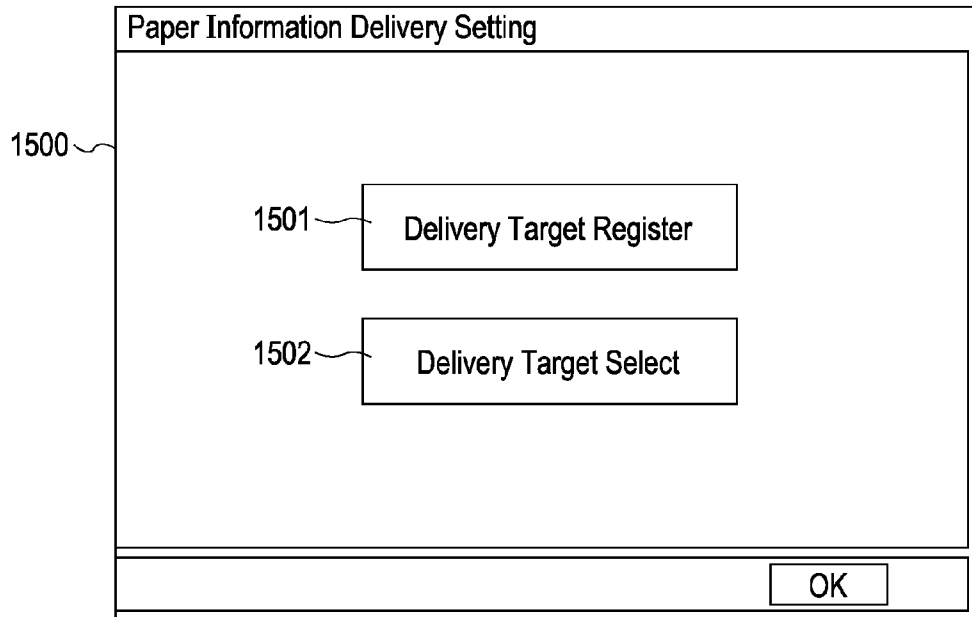 Paper Information Delivery Setting
1500
1501
Delivery Target Register
1502
Delivery Target Select
OK